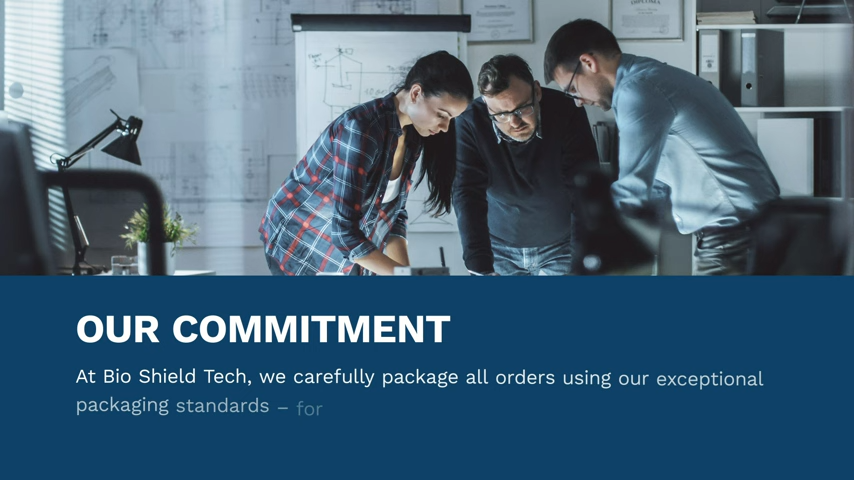 OUR COMMITMENT
At Bio Shield Tech, we carefully package all orders using our exceptional
packaging standards – for